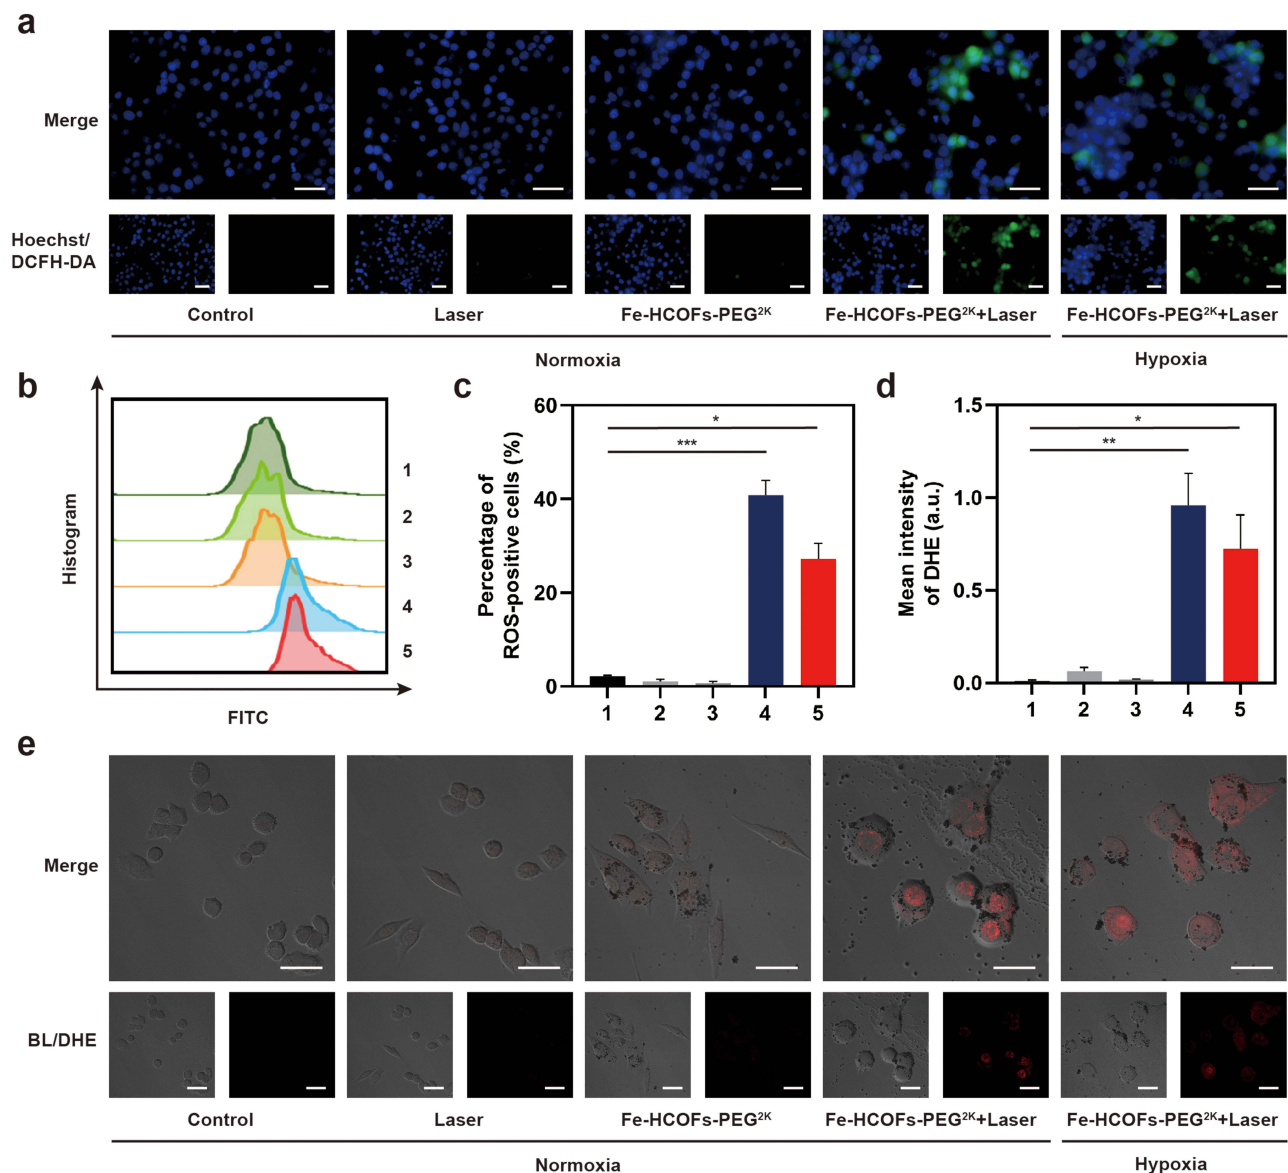 a
Merge
Hoechst/
DCFH-DA
Control
Laser
Fe-HCOFs-PEG²ᴷ
Fe-HCOFs-PEG²ᴷ+Laser
Fe-HCOFs-PEG²ᴷ+Laser
Normoxia
Hypoxia
b
Histogram
1
2
3
4
5
FITC
c
Percentage of
ROS-positive cells (%)
60
40
20
0
*
***
1 2 3 4 5
d
Mean intensity
of DHE (a.u.)
1.5
1.0
0.5
0.0
*
**
1 2 3 4 5
e
Merge
BL/DHE
Control
Laser
Fe-HCOFs-PEG²ᴷ
Fe-HCOFs-PEG²ᴷ+Laser
Fe-HCOFs-PEG²ᴷ+Laser
Normoxia
Hypoxia